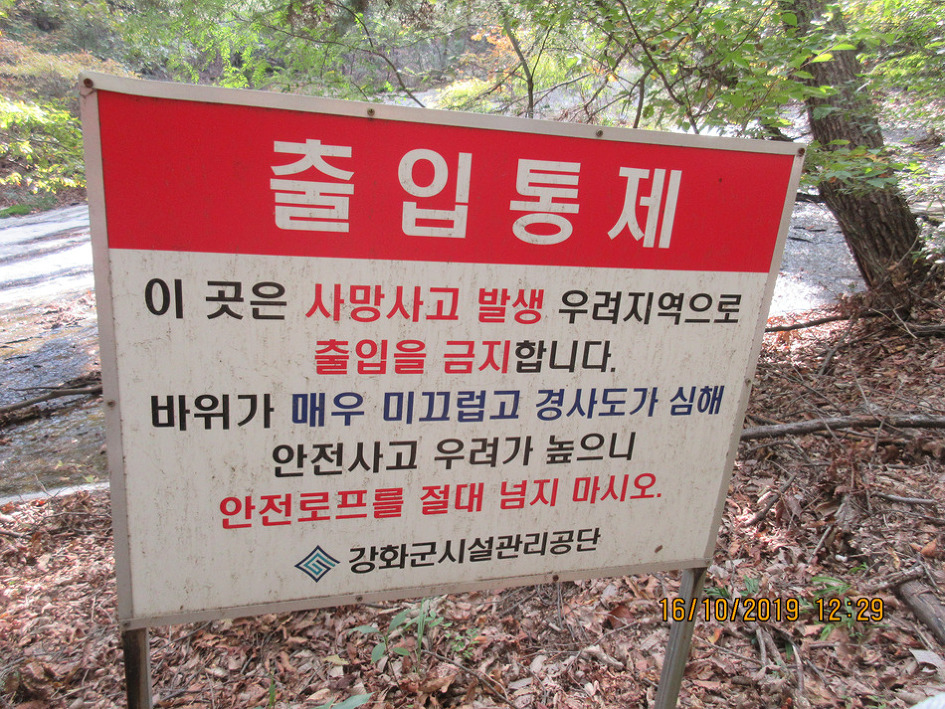 출입통제
이 곳은 사망사고 발생 우려지역으로
출입을 금지합니다.
바위가 매우 미끄럽고 경사도가 심해
안전사고 우려가 높으니
안전로프를 절대 넘지 마시오.
강화군시설관리공단
16/10/2019 12:29